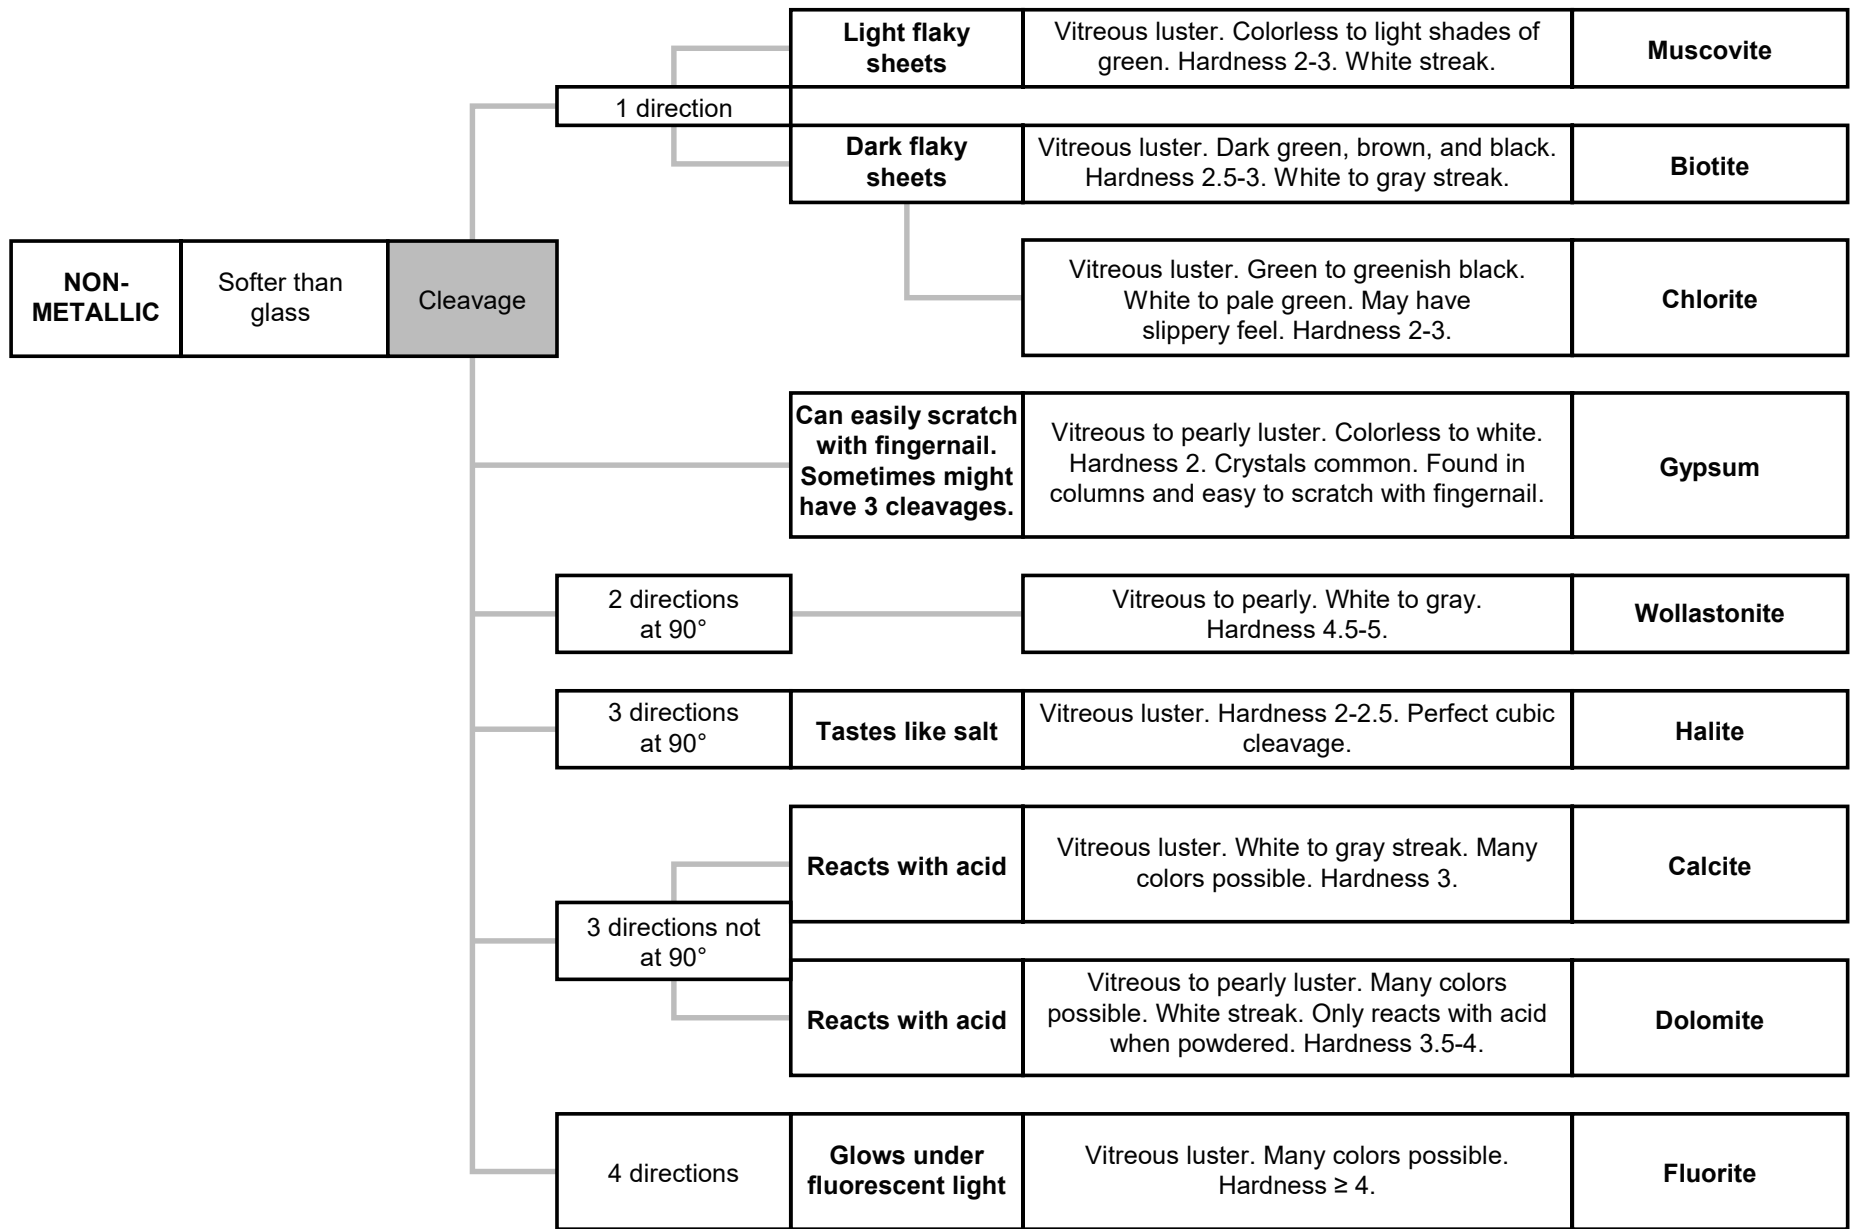 Light flaky
sheets
Vitreous luster. Colorless to light shades of
green. Hardness 2-3. White streak.
Muscovite
1 direction
Dark flaky
sheets
Vitreous luster. Dark green, brown, and black.
Hardness 2.5-3. White to gray streak.
Biotite
NON-
METALLIC
Softer than
glass
Cleavage
Vitreous luster. Green to greenish black.
White to pale green. May have
slippery feel. Hardness 2-3.
Chlorite
Can easily scratch
with fingernail.
Sometimes might
have 3 cleavages.
Vitreous to pearly luster. Colorless to white.
Hardness 2. Crystals common. Found in
columns and easy to scratch with fingernail.
Gypsum
2 directions
at 90°
Vitreous to pearly. White to gray.
Hardness 4.5-5.
Wollastonite
3 directions
at 90°
Tastes like salt
Vitreous luster. Hardness 2-2.5. Perfect cubic
cleavage.
Halite
Reacts with acid
Vitreous luster. White to gray streak. Many
colors possible. Hardness 3.
Calcite
3 directions not
at 90°
Reacts with acid
Vitreous to pearly luster. Many colors
possible. White streak. Only reacts with acid
when powdered. Hardness 3.5-4.
Dolomite
4 directions
Glows under
fluorescent light
Vitreous luster. Many colors possible.
Hardness ≥ 4.
Fluorite